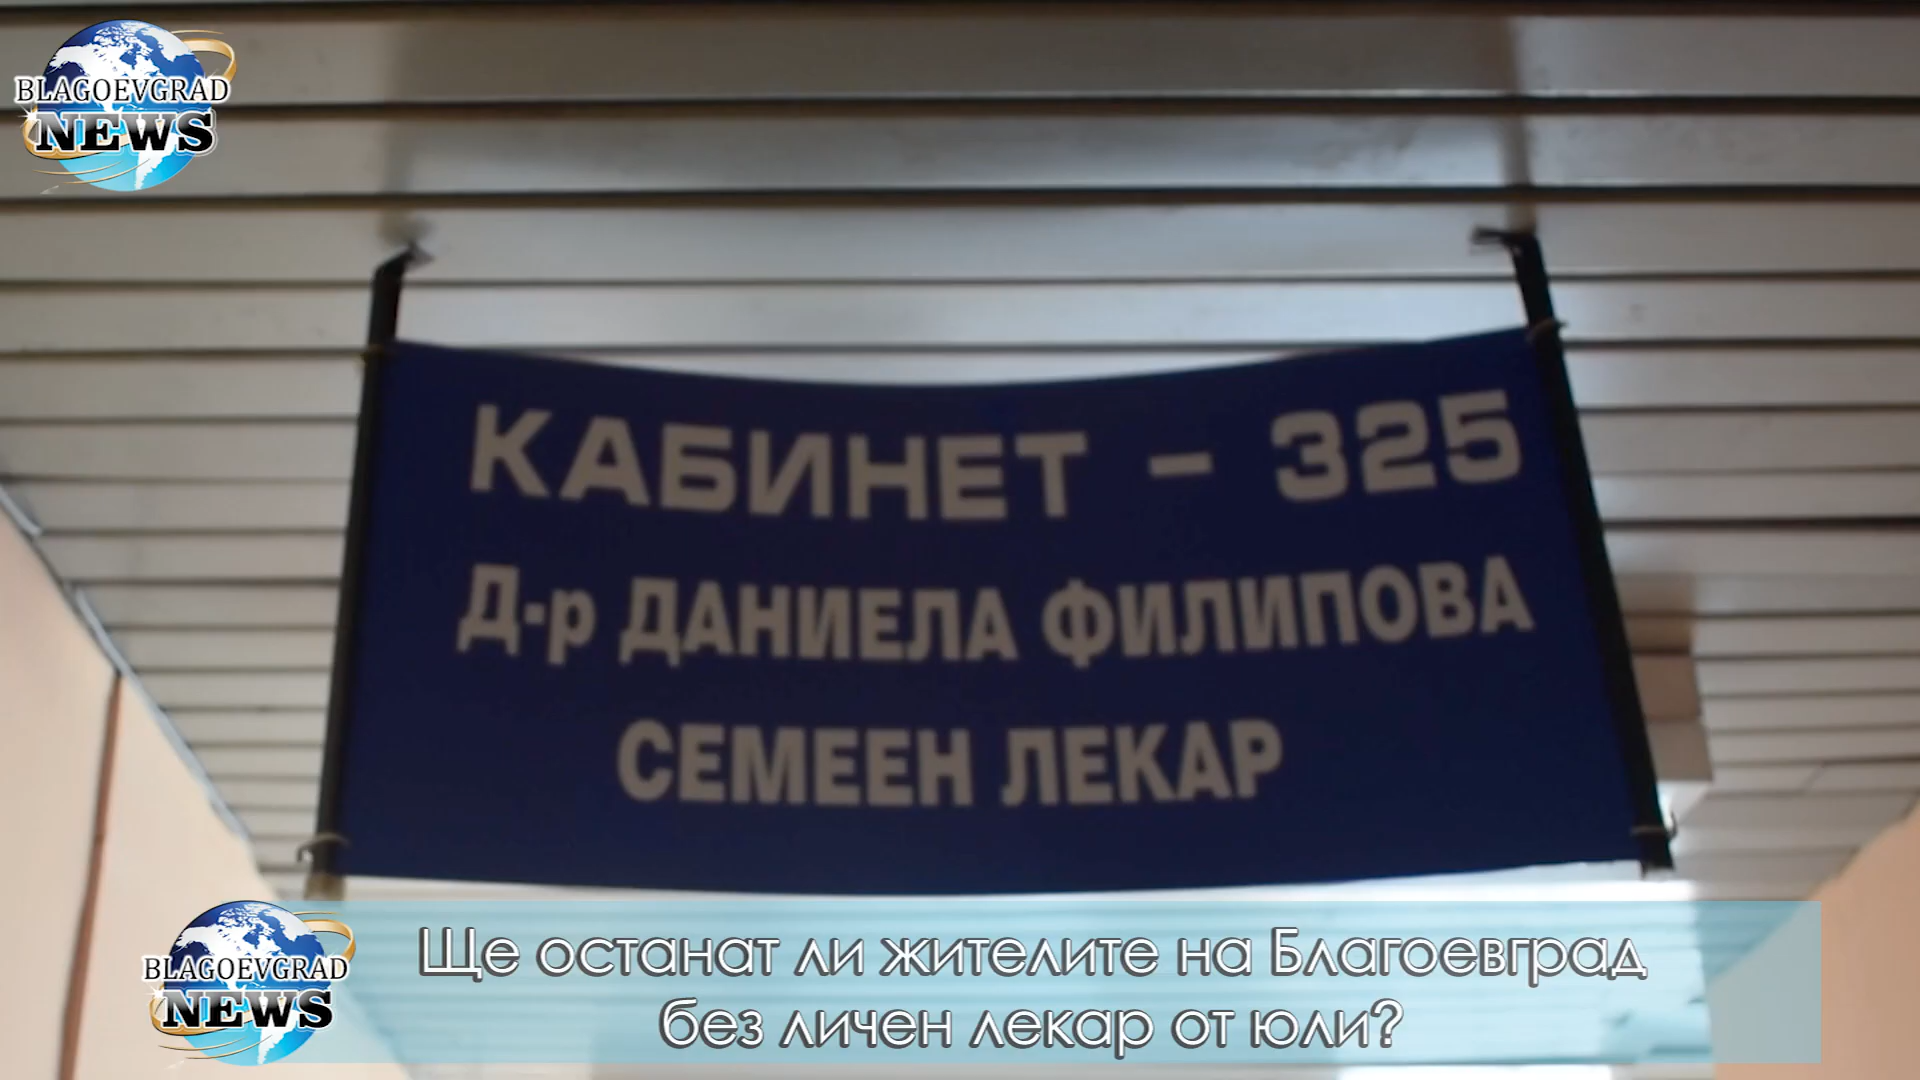 BLAGOEVGRAD
NEWS
КАБИНЕТ - 325
Д-р ДАНИЕЛА ФИЛИПОВА
СЕМЕЕН ЛЕКАР
BLAGOEVGRAD
NEWS
Ще останат ли жителите на Благоевград
без личен лекар от юли?